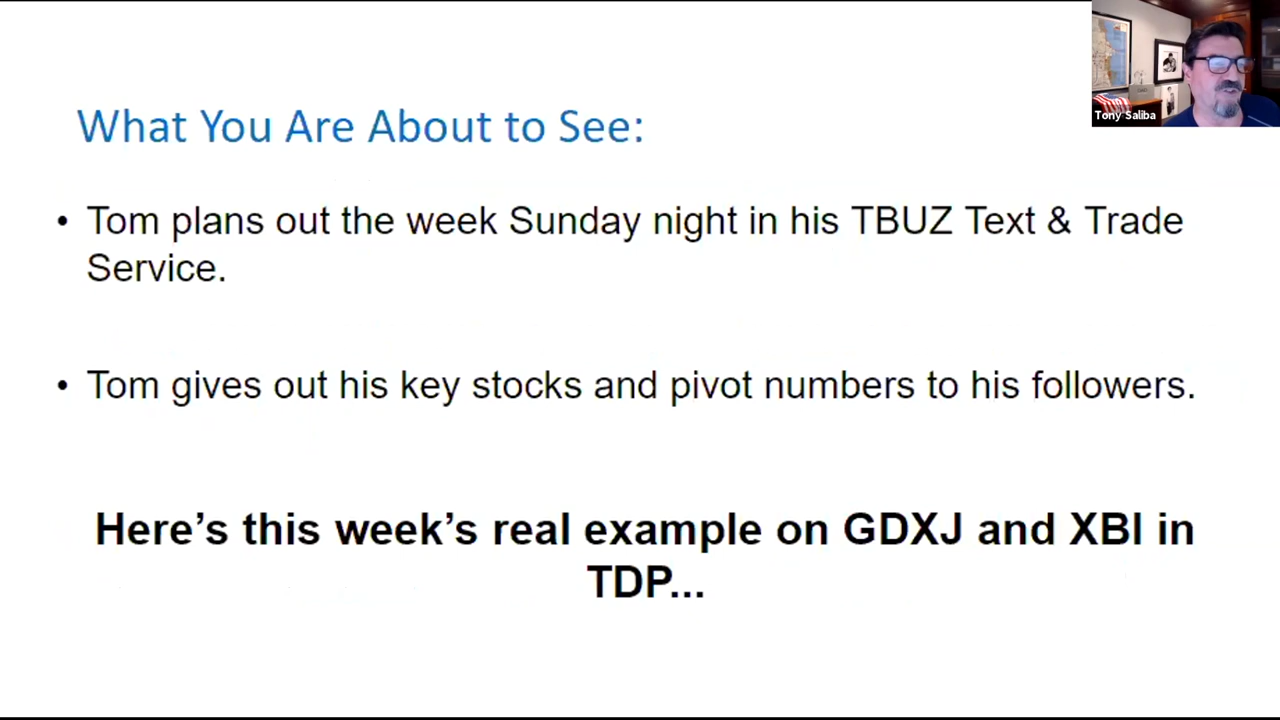 Tony Saliba
What You Are About to See:
• Tom plans out the week Sunday night in his TBUZ Text & Trade
Service.
• Tom gives out his key stocks and pivot numbers to his followers.
Here’s this week’s real example on GDXJ and XBI in
TDP...